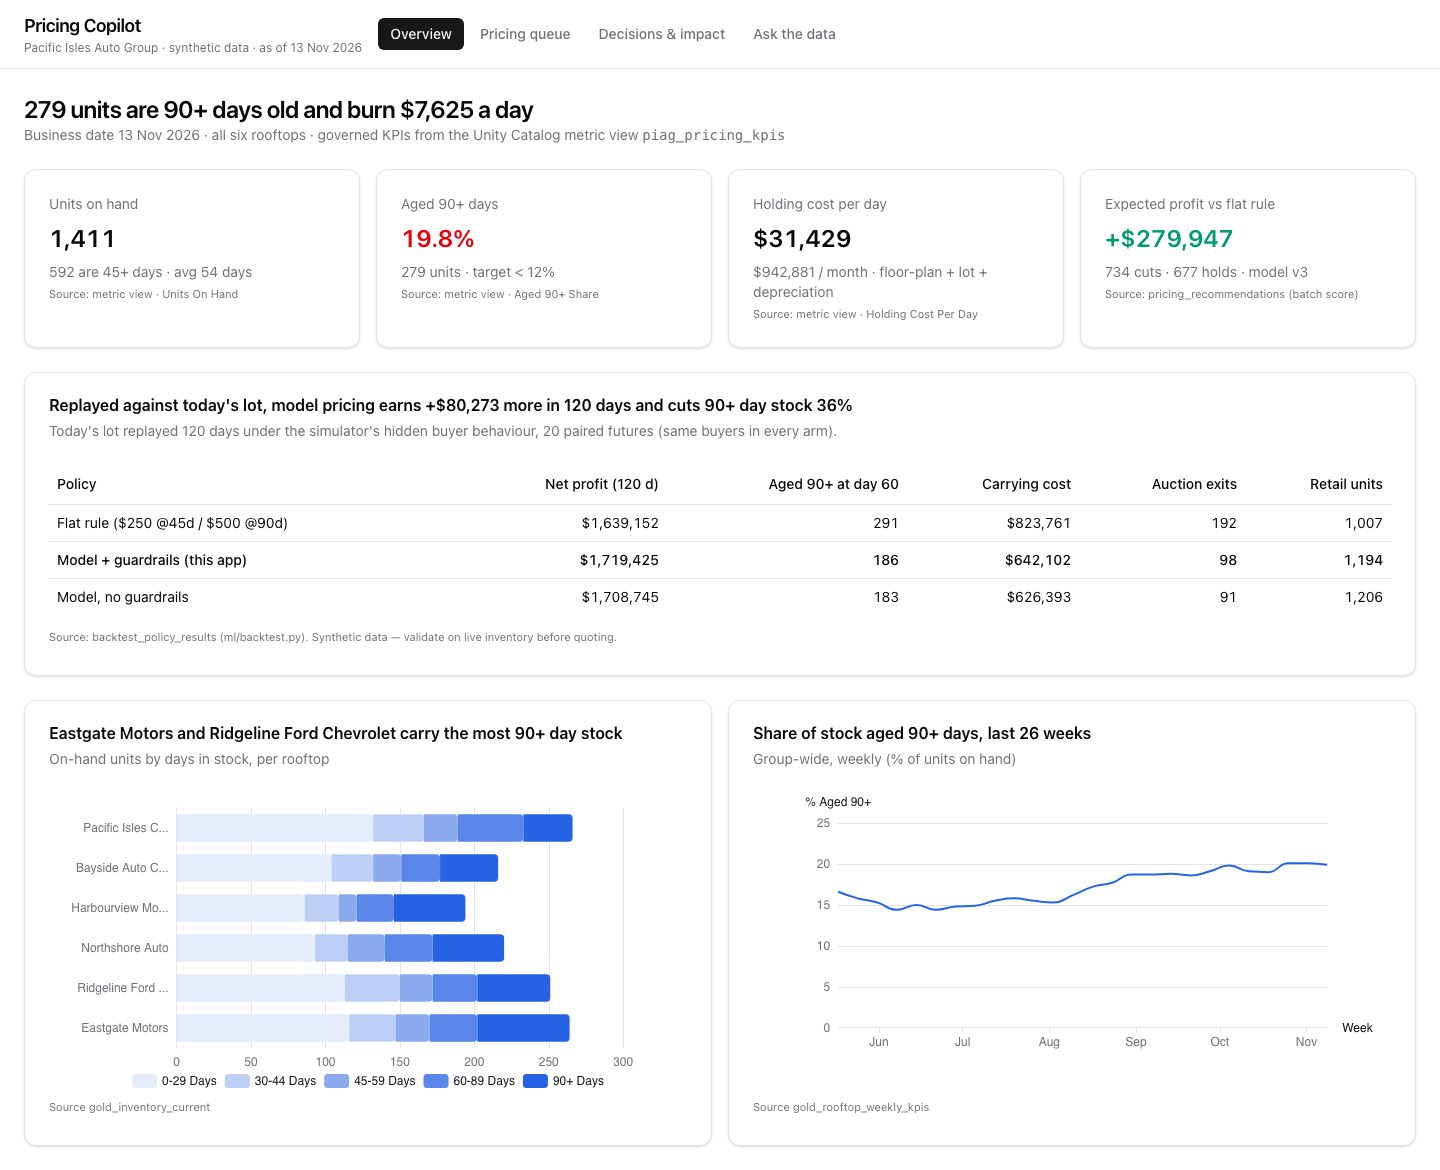 Pricing Copilot
Pacific Isles Auto Group · synthetic data · as of 13 Nov 2026
Overview
Pricing queue
Decisions & impact
Ask the data
279 units are 90+ days old and burn $7,625 a day
Business date 13 Nov 2026 · all six rooftops · governed KPIs from the Unity Catalog metric view piag_pricing_kpis
Units on hand
1,411
592 are 45+ days · avg 54 days
Source: metric view · Units On Hand
Aged 90+ days
19.8%
279 units · target < 12%
Source: metric view · Aged 90+ Share
Holding cost per day
$31,429
$942,881 / month · floor-plan + lot +
depreciation
Source: metric view · Holding Cost Per Day
Expected profit vs flat rule
+$279,947
734 cuts · 677 holds · model v3
Source: pricing_recommendations (batch score)
Replayed against today's lot, model pricing earns +$80,273 more in 120 days and cuts 90+ day stock 36%
Today's lot replayed 120 days under the simulator's hidden buyer behaviour, 20 paired futures (same buyers in every arm).
Policy Net profit (120 d) Aged 90+ at day 60 Carrying cost Auction exits Retail units
Flat rule ($250 @45d / $500 @90d) $1,639,152 291 $823,761 192 1,007
Model + guardrails (this app) $1,719,425 186 $642,102 98 1,194
Model, no guardrails $1,708,745 183 $626,393 91 1,206
Source: backtest_policy_results (ml/backtest.py). Synthetic data — validate on live inventory before quoting.
Eastgate Motors and Ridgeline Ford Chevrolet carry the most 90+ day stock
On-hand units by days in stock, per rooftop
Pacific Isles C...
Bayside Auto C...
Harbourview Mo...
Northshore Auto
Ridgeline Ford ...
Eastgate Motors
0 50 100 150 200 250 300
0-29 Days 30-44 Days 45-59 Days 60-89 Days 90+ Days
Source gold_inventory_current
Share of stock aged 90+ days, last 26 weeks
Group-wide, weekly (% of units on hand)
% Aged 90+
25
20
15
10
5
0
Week
Jun Jul Aug Sep Oct Nov
Source gold_rooftop_weekly_kpis